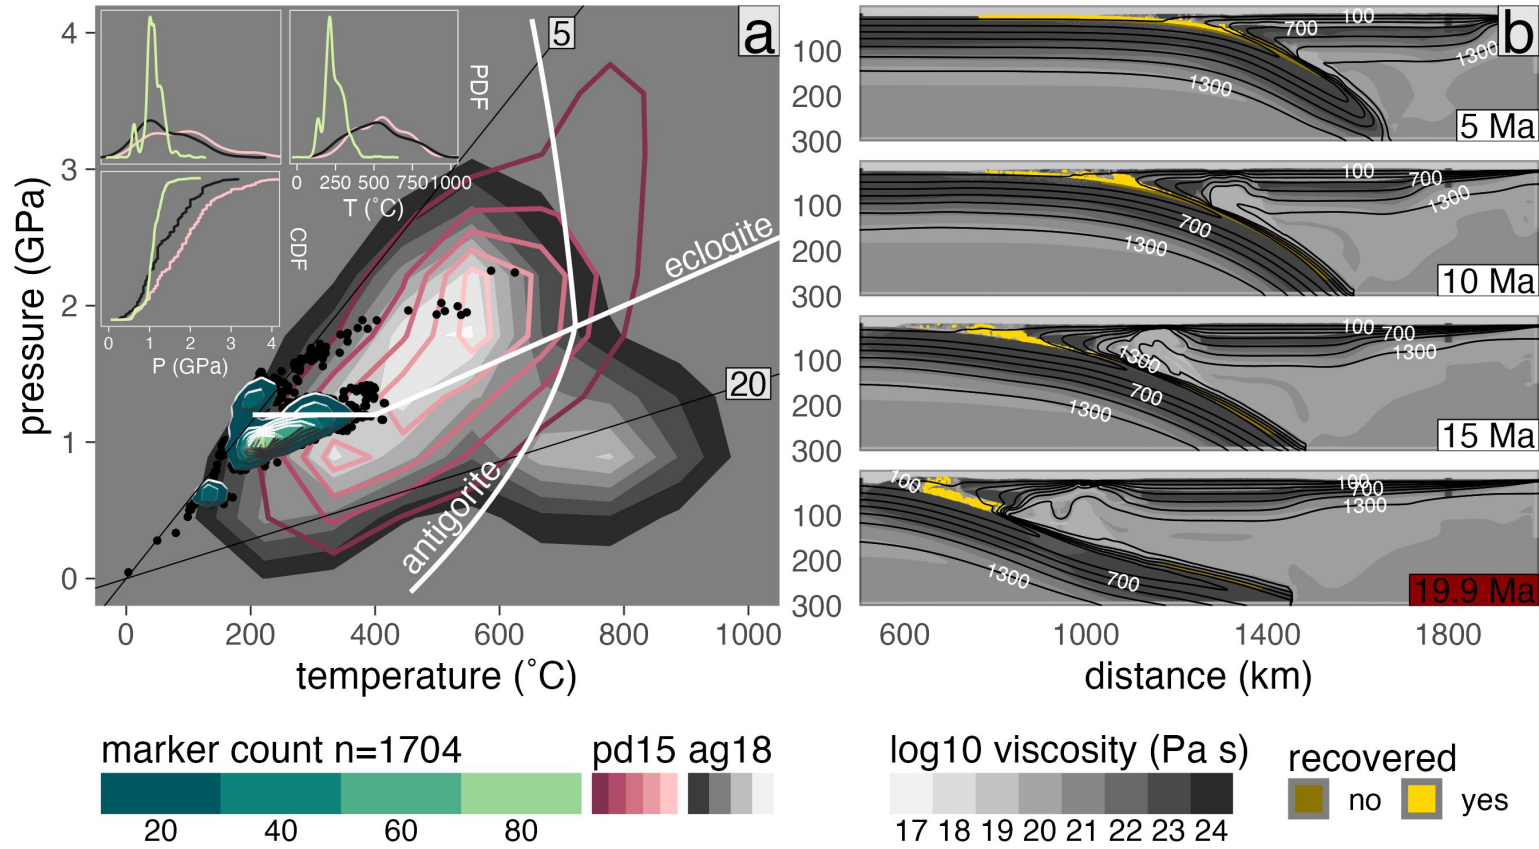 a
5
20
eclogite
antigorite
PDF
0 250 500 750 1000
T (˚C)
CDF
0 1 2 3 4
P (GPa)
4
3
2
1
0
pressure (GPa)
0 200 400 600 800 1000
temperature (˚C)
b
100
200
300
100
700
1300
1300
5 Ma
100
200
300
100
700
1300
700
1300
10 Ma
100
200
300
100
700
1300
1300
700
1300
15 Ma
100
200
300
100
100
700
1300
1300
700
19.9 Ma
600 1000 1400 1800
distance (km)
marker count n=1704
20 40 60 80
pd15
ag18
log10 viscosity (Pa s)
17 18 19 20 21 22 23 24
recovered
no
yes